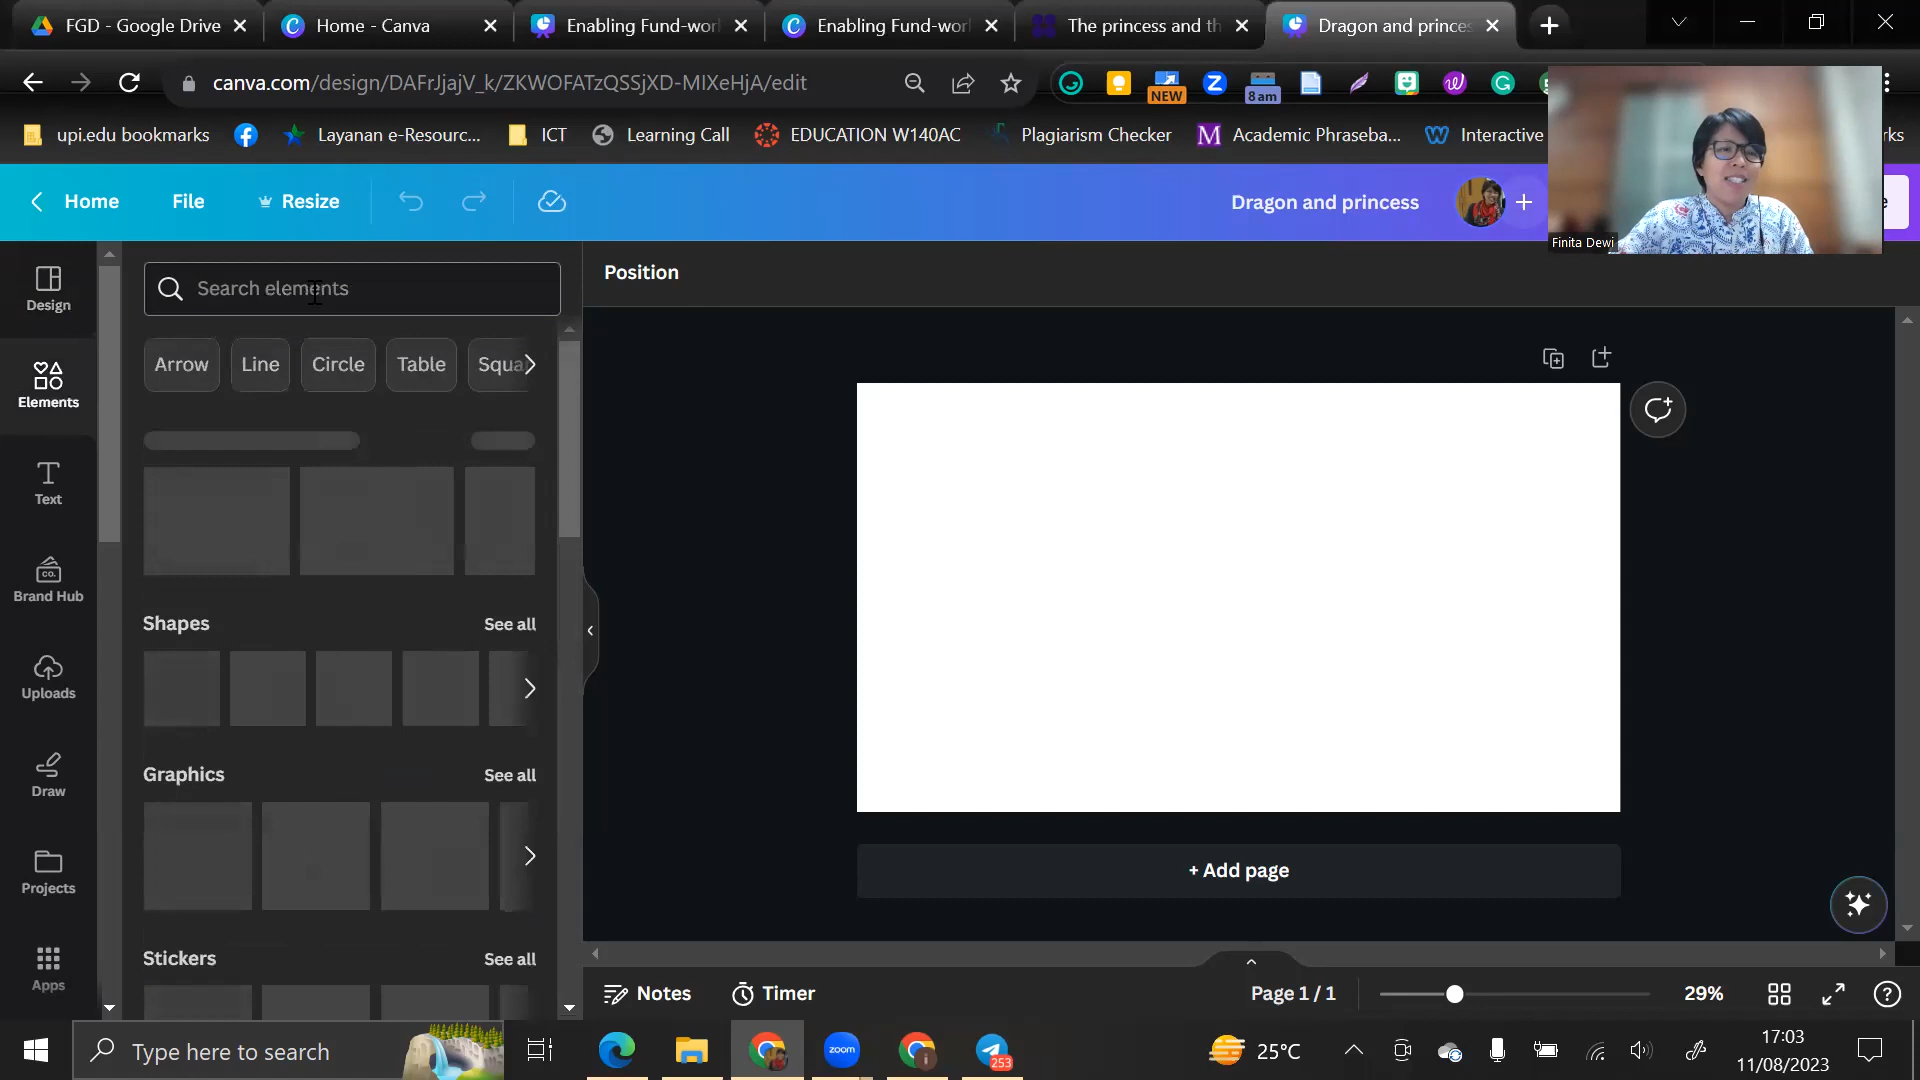 FGD - Google Drive
Home - Canva
Enabling Fund-wor
Enabling Fund-wor
The princess and th
Dragon and princes
canva.com/design/DAFrJjajV_k/ZKWOFATzQSSjXD-MIXeHjA/edit
NEW
8 am
upi.edu bookmarks
Layanan e-Resourc...
ICT
Learning Call
EDUCATION W140AC
Plagiarism Checker
Academic Phraseba...
Interactive
rks
Home
File
Resize
Dragon and princess
Finita Dewi
Design
Elements
Text
Brand Hub
CO.
Uploads
Draw
Projects
Apps
Search elements
Arrow
Line
Circle
Table
Squa
Shapes
See all
Graphics
See all
Stickers
See all
Position
+ Add page
Notes
Timer
Page 1 / 1
29%
Type here to search
zoom
253
25°C
17:03
11/08/2023